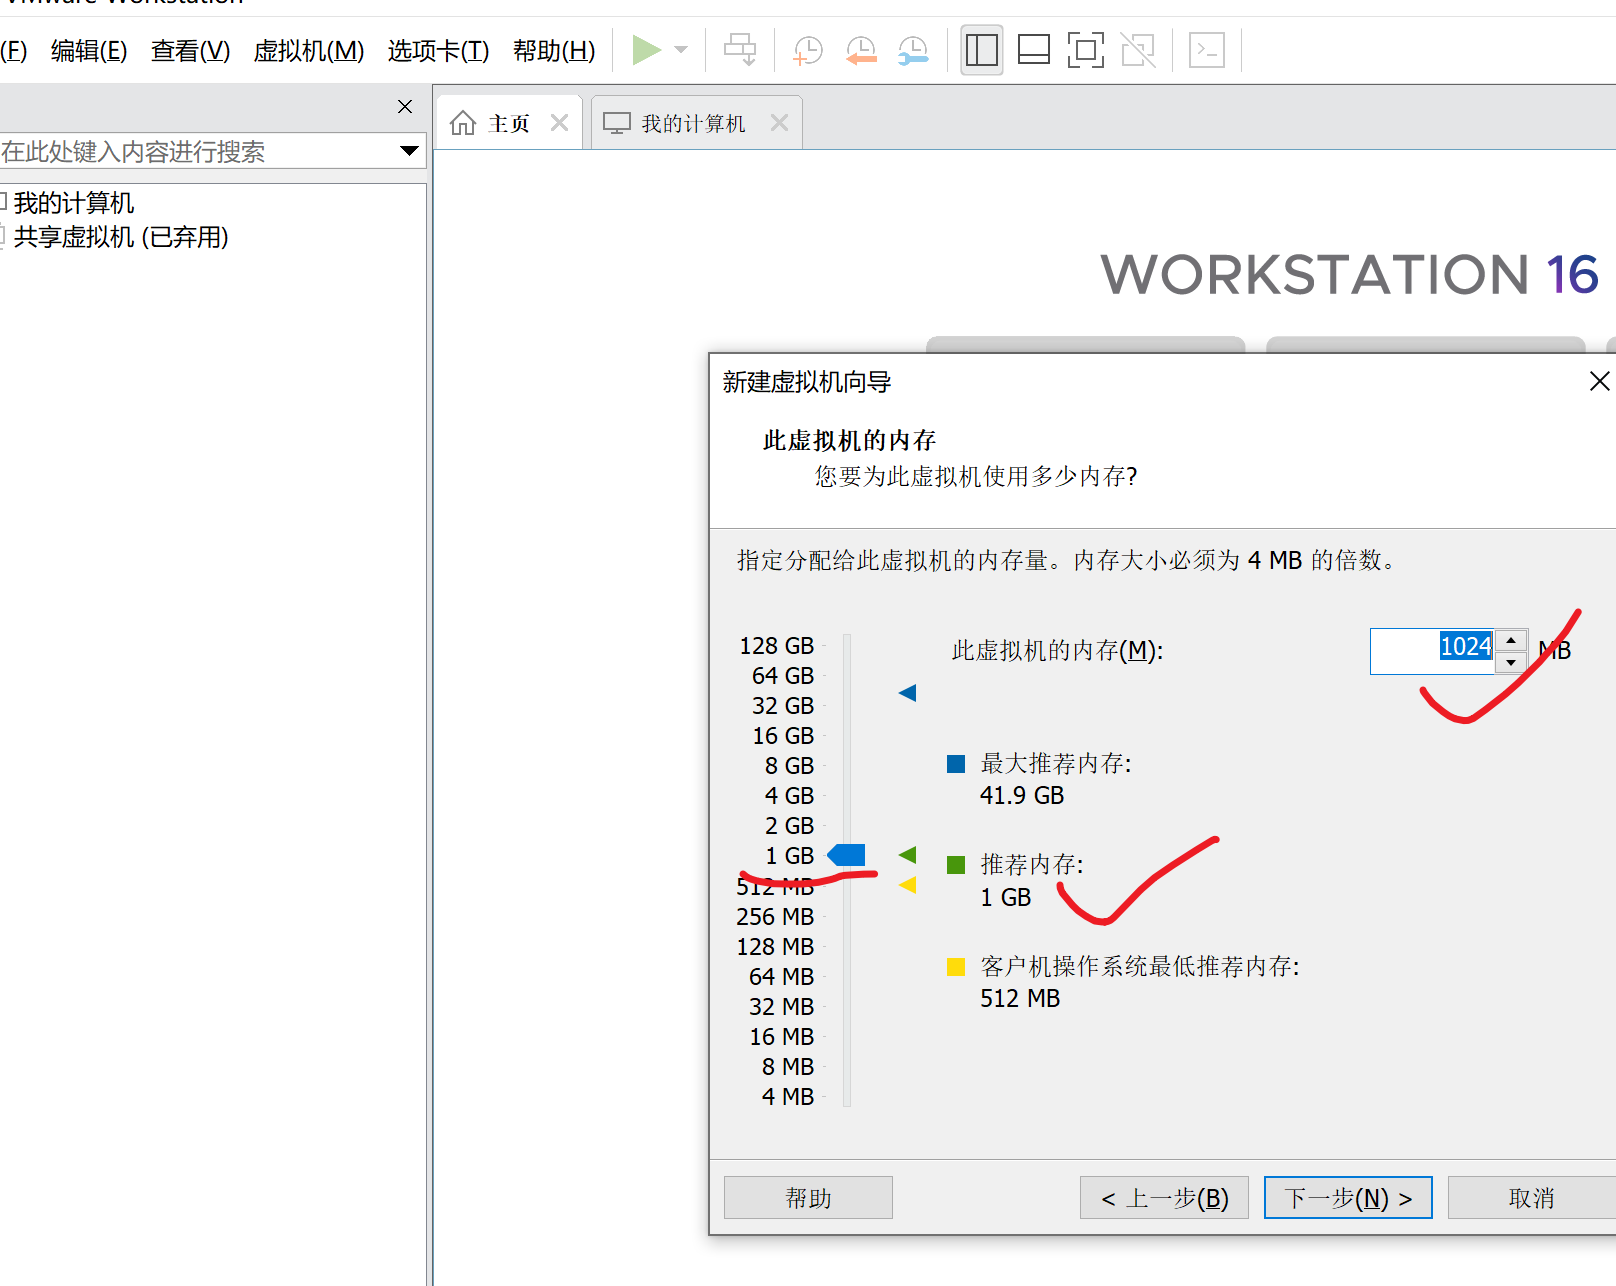 VMware Workstation
(F) 编辑(E) 查看(V) 虚拟机(M) 选项卡(T) 帮助(H)
主页 我的计算机
在此处键入内容进行搜索
我的计算机
共享虚拟机 (已弃用)
WORKSTATION 16
新建虚拟机向导
此虚拟机的内存
您要为此虚拟机使用多少内存?
指定分配给此虚拟机的内存量。内存大小必须为 4 MB 的倍数。
128 GB
64 GB
32 GB
16 GB
8 GB
4 GB
2 GB
1 GB
512 MB
256 MB
128 MB
64 MB
32 MB
16 MB
8 MB
4 MB
此虚拟机的内存(M): 1024 MB
最大推荐内存:
41.9 GB
推荐内存:
1 GB
客户机操作系统最低推荐内存:
512 MB
帮助 < 上一步(B) 下一步(N) > 取消